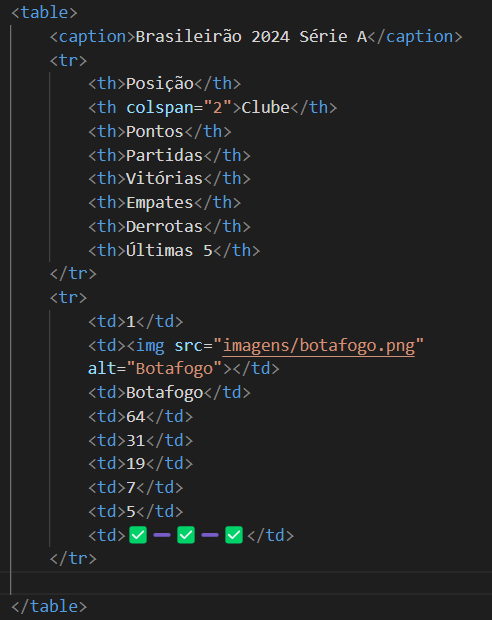 <table>
<caption>Brasileirão 2024 Série A</caption>
<tr>
<th>Posição</th>
<th colspan="2">Clube</th>
<th>Pontos</th>
<th>Partidas</th>
<th>Vitórias</th>
<th>Empates</th>
<th>Derrotas</th>
<th>Últimas 5</th>
</tr>
<tr>
<td>1</td>
<td><img src="imagens/botafogo.png"
alt="Botafogo"></td>
<td>Botafogo</td>
<td>64</td>
<td>31</td>
<td>19</td>
<td>7</td>
<td>5</td>
<td>✅➖✅➖✅</td>
</tr>
</table>